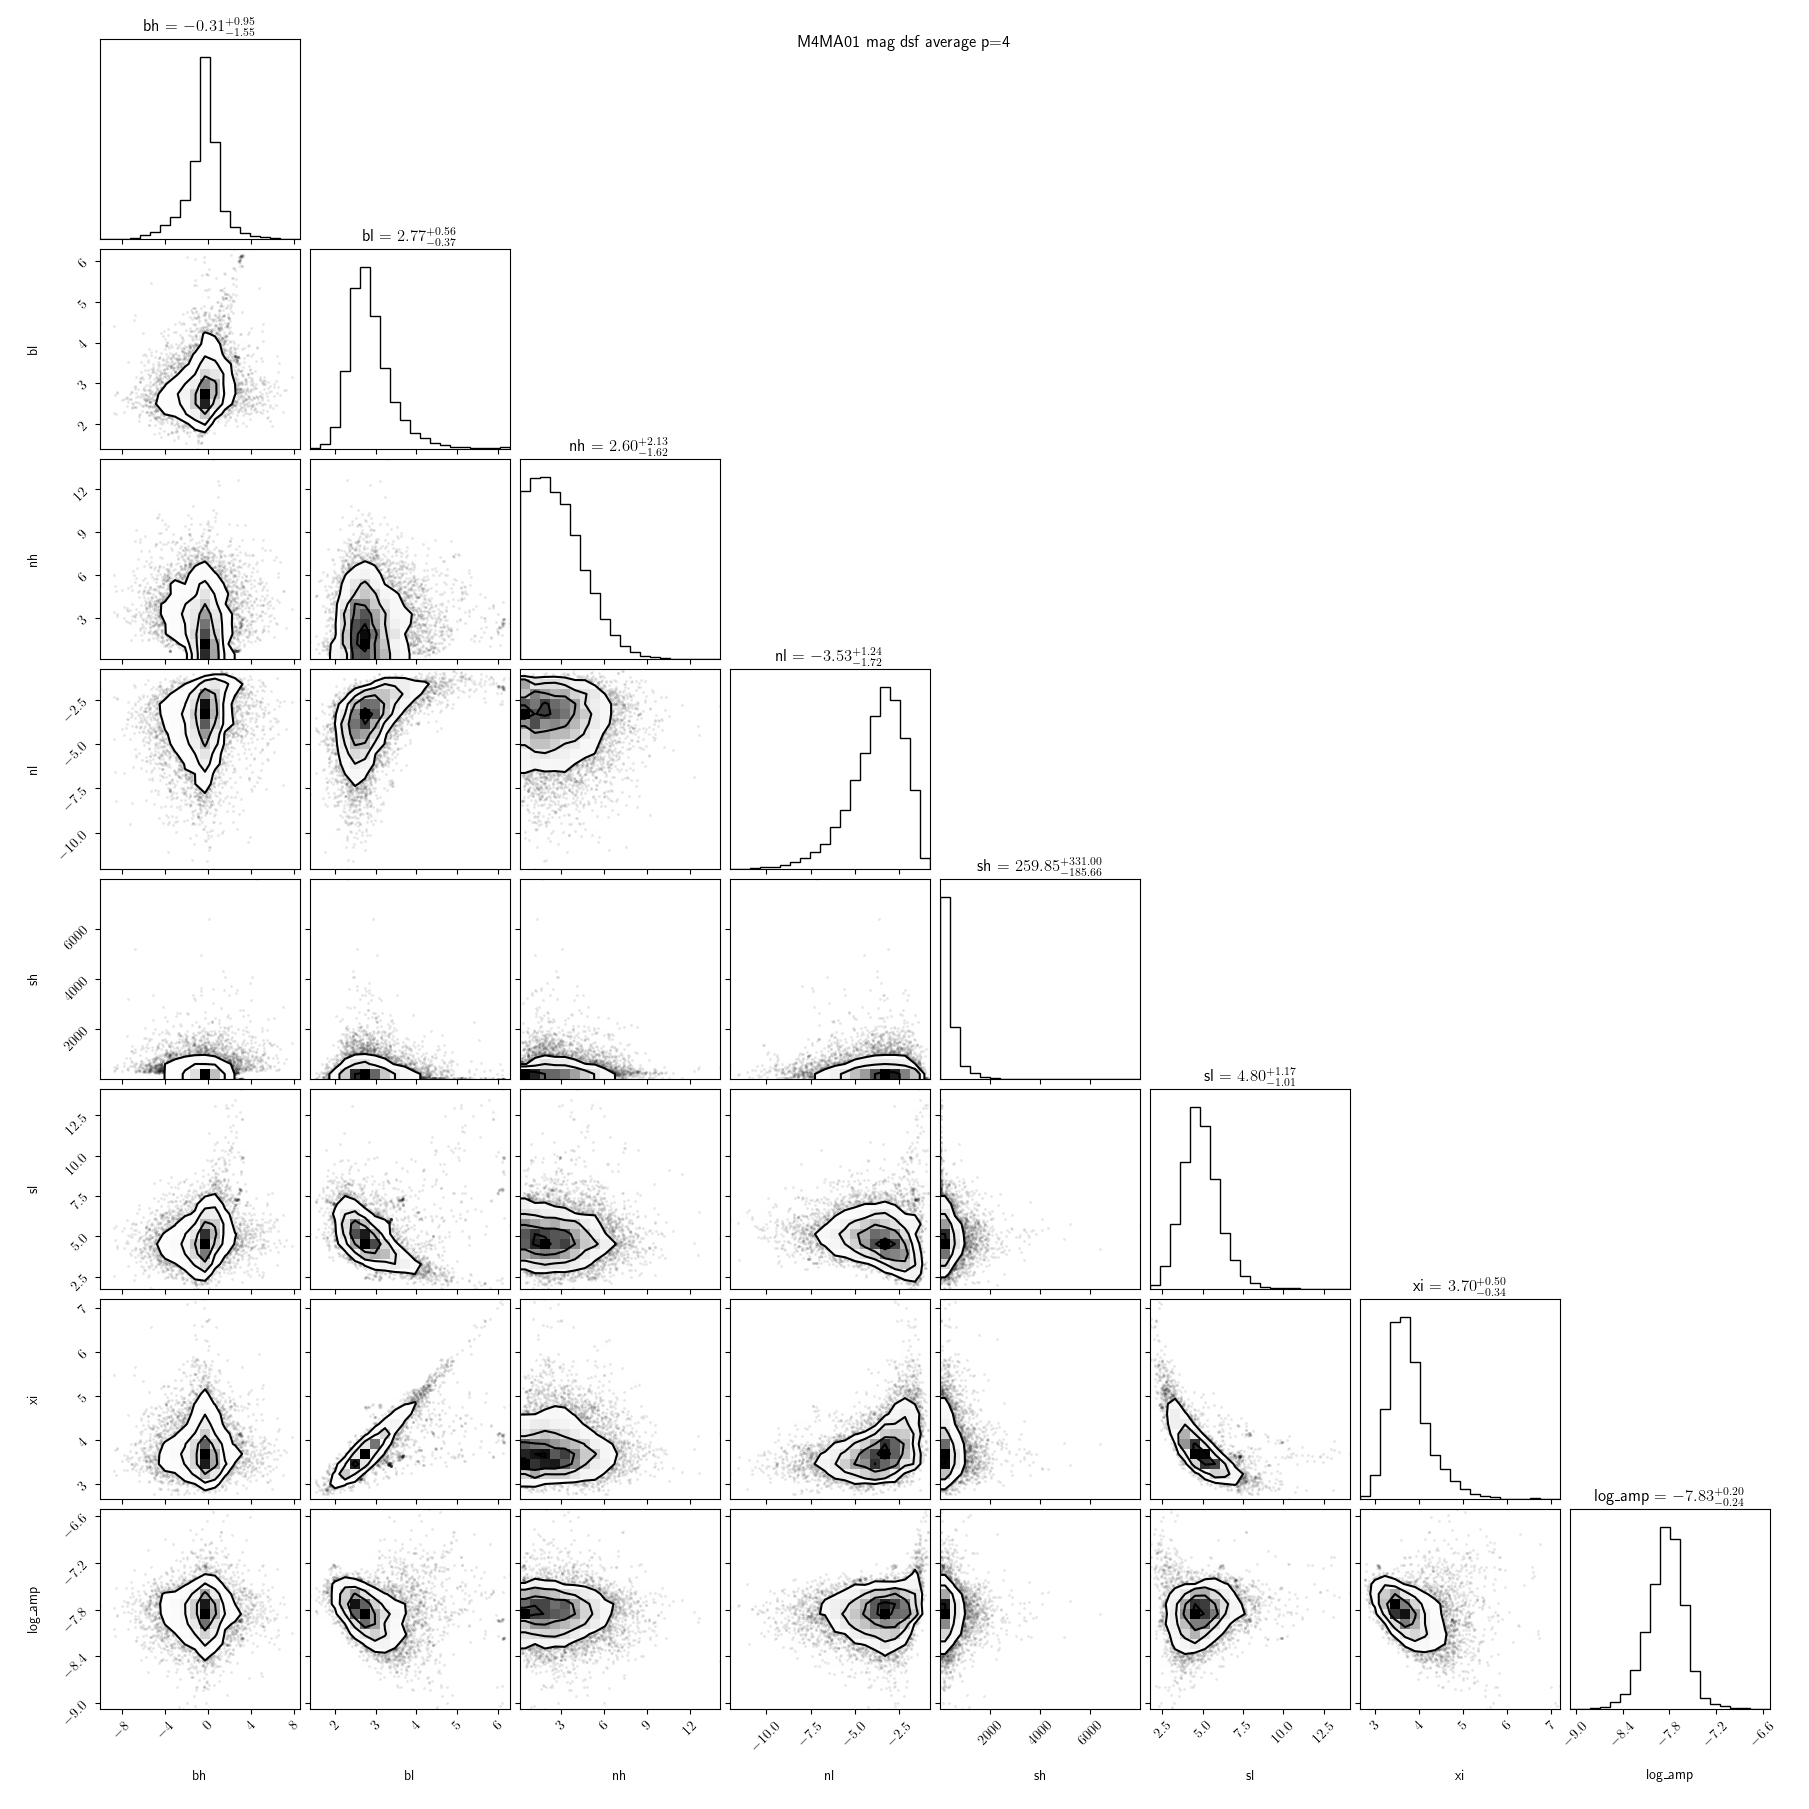 bh = −0.31+0.95−1.55
M4MA01 mag dsf average p=4
bl = 2.77+0.56−0.37
bl
6
5
4
3
2
nh = 2.60+2.13−1.62
nh
12
9
6
3
nl = −3.53+1.24−1.72
nl
−2.5
−5.0
−7.5
−10.0
sh = 259.85+331.00−185.66
sh
6000
4000
2000
sl = 4.80+1.17−1.01
sl
12.5
10.0
7.5
5.0
2.5
xi = 3.70+0.50−0.34
xi
7
6
5
4
3
log_amp = −7.83+0.20−0.24
log_amp
−6.6
−7.2
−7.8
−8.4
−9.0
−8 −4 0 4 8
2 3 4 5 6
3 6 9 12
−10.0 −7.5 −5.0 −2.5
2000 4000 6000
2.5 5.0 7.5 10.0 12.5
3 4 5 6 7
−9.0 −8.4 −7.8 −7.2 −6.6
bh bl nh nl sh sl xi log_amp